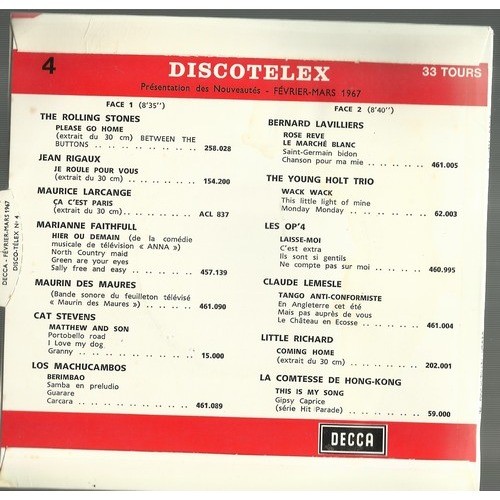 4
DISCOTELEX
33 TOURS
Présentation des Nouveautés - FÉVRIER-MARS 1967
FACE 1 (8'35'')
THE ROLLING STONES
PLEASE GO HOME
(extrait du 30 cm) BETWEEN THE
BUTTONS .. .. .. .. .. .. .. 258.028
JEAN RIGAUX
JE ROULE POUR VOUS
(extrait du 30 cm) .. .. .. .. 154.200
MAURICE LARCANGE
ÇA C'EST PARIS
(extrait du 30 cm).. .. .. .. ACL 837
MARIANNE FAITHFULL
HIER OU DEMAIN (de la comédie
musicale de télévision « ANNA »)
North Country maid
Green are your eyes
Sally free and easy .. .. .. .. 457.139
MAURIN DES MAURES
(Bande sonore du feuilleton télévisé
« Maurin des Maures ») .. .. .. 461.090
CAT STEVENS
MATTHEW AND SON
Portobello road
I Love my dog
Granny .. .. .. .. .. .. .. 15.000
LOS MACHUCAMBOS
BERIMBAO
Samba en preludio
Guarare
Carcara .. .. .. .. .. .. .. 461.089
FACE 2 (8'40'')
BERNARD LAVILLIERS
ROSE REVE
LE MARCHÉ BLANC
Saint-Germain bidon
Chanson pour ma mie .. .. .. 461.005
THE YOUNG HOLT TRIO
WACK WACK
This little light of mine
Monday Monday .. .. .. .. .. 62.003
LES OP'4
LAISSE-MOI
C'est extra
Ils sont si gentils
Ne compte pas sur moi .. .. .. 460.995
CLAUDE LEMESLE
TANGO ANTI-CONFORMISTE
En Angleterre cet été
Mais pas auprès de vous
Le Château en Ecosse .. .. .. 461.004
LITTLE RICHARD
COMING HOME
(extrait du 30 cm) .. .. .. .. 202.001
LA COMTESSE DE HONG-KONG
THIS IS MY SONG
Gipsy Caprice
(série Hit Parade) .. .. .. .. 59.000
DECCA
DECCA - FÉVRIER-MARS 1967
DISCO-TÉLEX N° 4